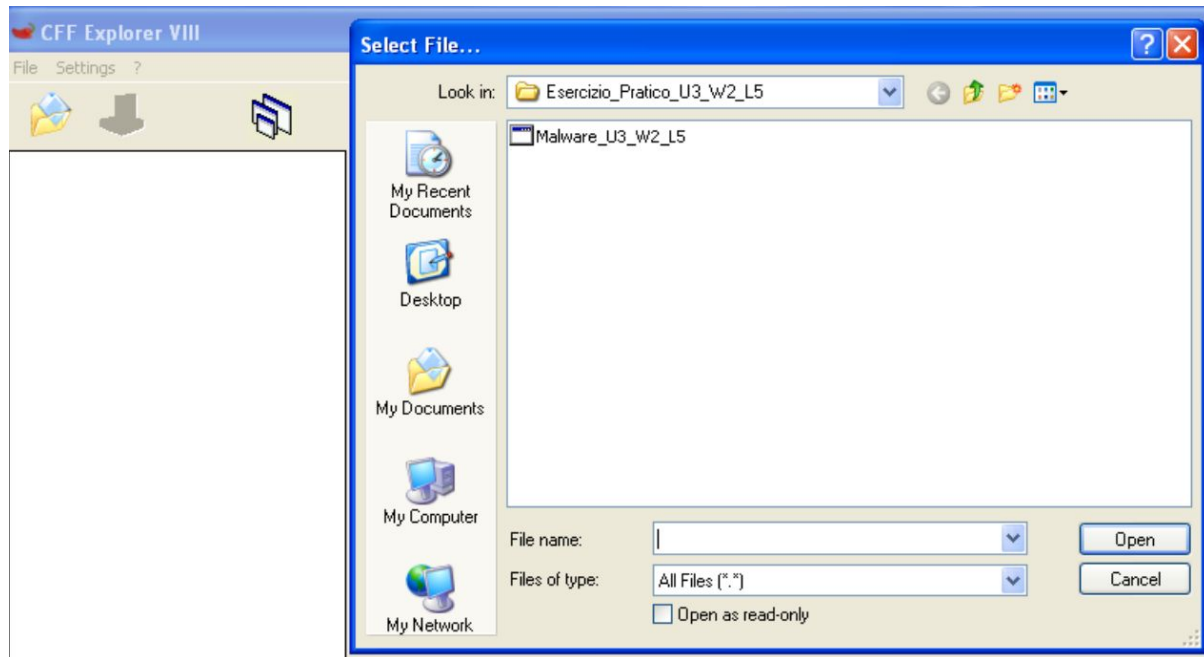 CFF Explorer VIII
File Settings ?
Select File...
Look in: Esercizio_Pratico_U3_W2_L5
Malware_U3_W2_L5
My Recent
Documents
Desktop
My Documents
My Computer
My Network
File name:
Open
Files of type: All Files (*.*)
Cancel
Open as read-only